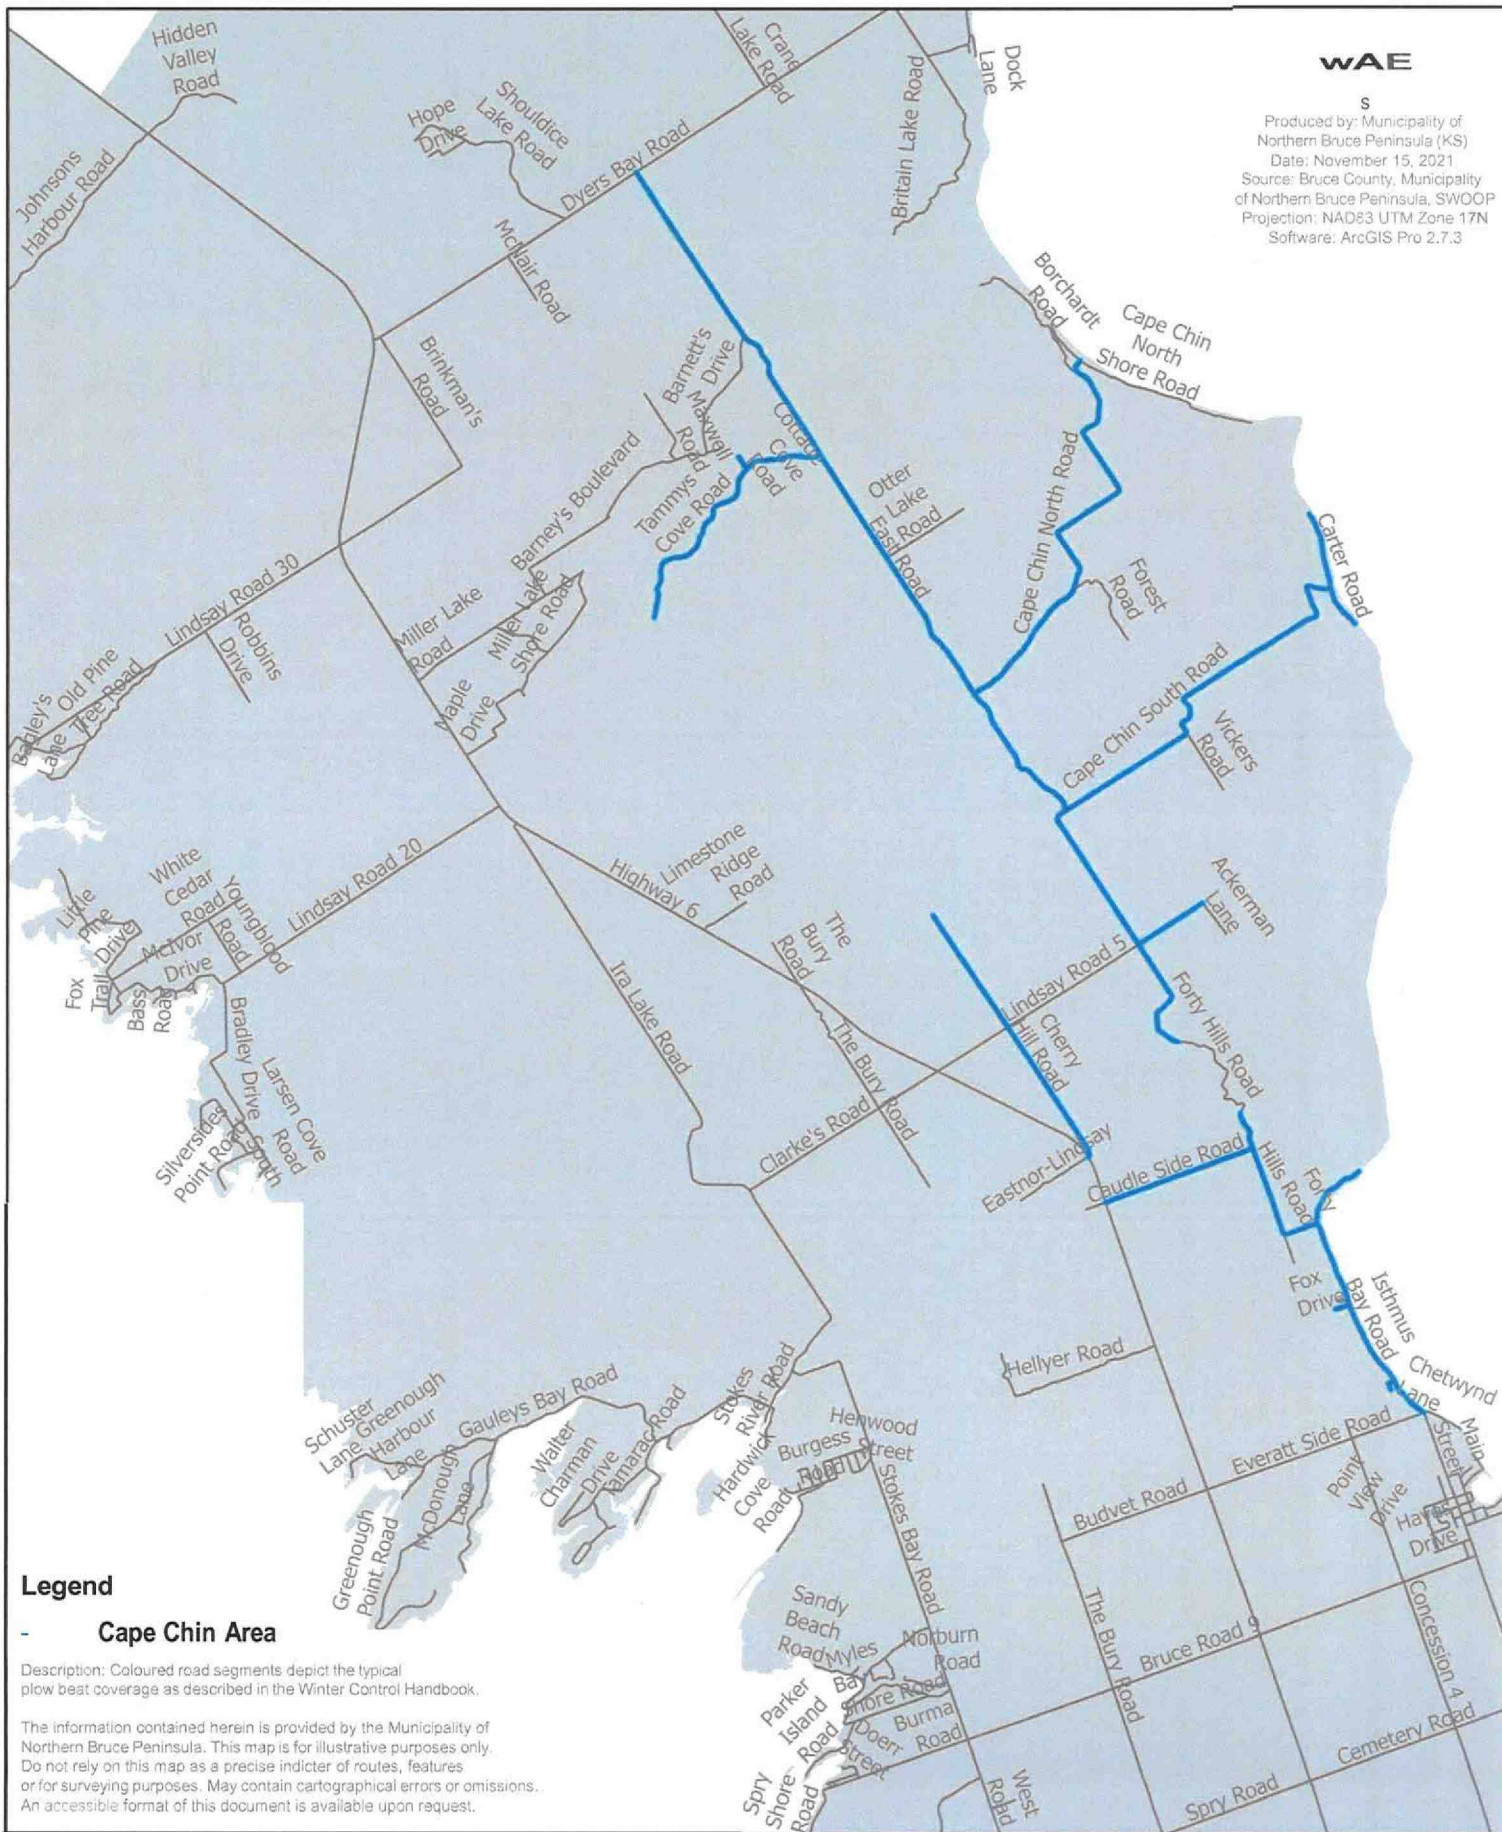 Hidden
Valley
Road
Crane
Lake Road
Dock
Lane
wAE
S
Produced by: Municipality of
Northern Bruce Peninsula (KS)
Date: November 15, 2021
Source: Bruce County, Municipality
of Northern Bruce Peninsula, SWOOP
Projection: NAD83 UTM Zone 17N
Software: ArcGIS Pro 2.7.3
Hope
Drive
Shouldice
Lake Road
Britain Lake Road
Johnsons
Harbour Road
Dyers Bay Road
McNair Road
Borchardt
Road
Cape Chin
North
Shore Road
Brinkman's
Road
Barnett's
Drive
Maxwell
Road
Cottage
Cove
Road
Barney's Boulevard
Tammys
Cove Road
Otter
Lake
Road
East Road
Cape Chin North Road
Forest
Road
Carter Road
Lindsay Road 30
Robbins
Drive
Miller Lake
Road
Miller Lake
Shore Road
Old Pine
Tree Road
Bagley's
Lane
Maple
Drive
Cape Chin South Road
Vickers
Road
White
Cedar
Road
Youngblood
Road
Lindsay Road 20
Highway 6
Limestone
Ridge
Road
The
Bury
Road
Ackerman
Lane
Little
Pine
Drive
McIvor
Drive
Fox
Trail
Bass
Road
Ira Lake Road
Lindsay Road 5
Cherry
Hill Road
Forty Hills Road
Bradley Drive
South
Larsen Cove
Road
Silversides
Point Road
The Bury Road
Clarke's Road
Eastnor-Lindsay
Caudle Side Road
Forty
Hills Road
Fox
Drive
Isthmus
Bay Road
Hellyer Road
Chetwynd
Lane
Main
Street
Schuster
Lane
Greenough
Harbour
Lane
Gauleys Bay Road
Stokes
River Road
Walter
Charman
Drive
Tamarac Road
Hardwick
Cove
Road
Henwood
Street
Burgess
Road
Everatt Side Road
Point
View
Drive
Budvet Road
Hayes
Drive
McDonough
Lane
Greenough
Point Road
Stokes Bay Road
Legend
Cape Chin Area
Description: Coloured road segments depict the typical
plow beat coverage as described in the Winter Control Handbook.
The information contained herein is provided by the Municipality of
Northern Bruce Peninsula. This map is for illustrative purposes only.
Do not rely on this map as a precise indicter of routes, features
or for surveying purposes. May contain cartographical errors or omissions.
An accessible format of this document is available upon request.
Sandy
Beach
Road
Myles
Bay
Shore Road
Norburn
Road
Parker
Island
Road
Burma
Road
Doerr
Street
The Bury Road
Bruce Road 9
Concession 4
Cemetery Road
Spry
Shore
Road
West
Road
Spry Road